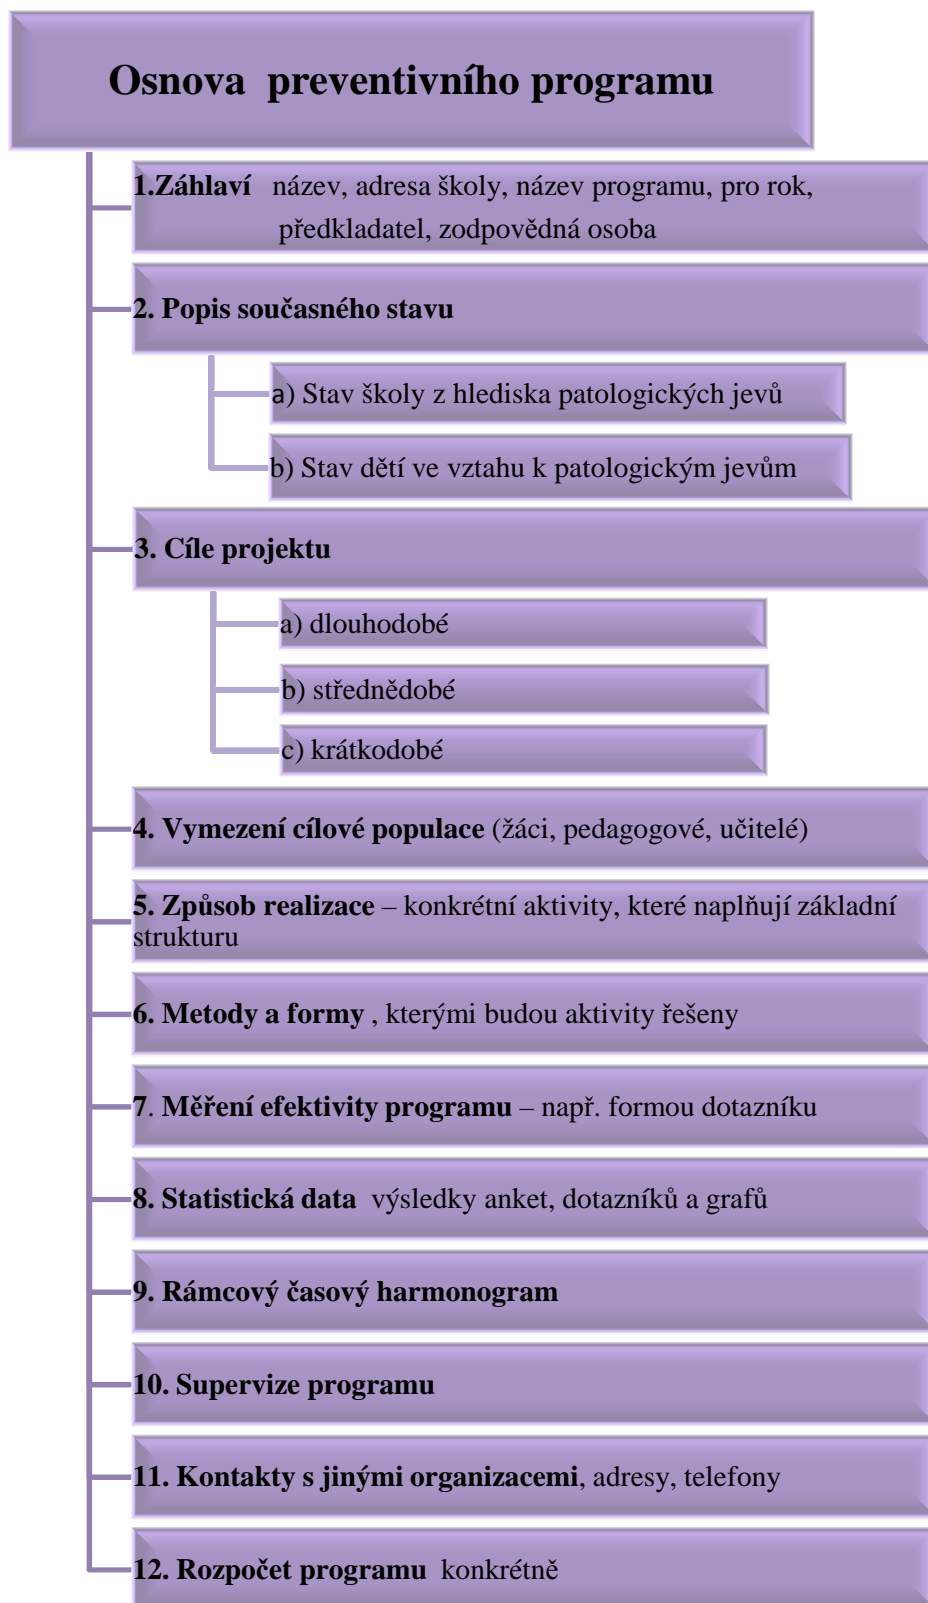 Osnova preventivního programu
1.Záhlaví název, adresa školy, název programu, pro rok,
předkladatel, zodpovědná osoba
2. Popis současného stavu
a) Stav školy z hlediska patologických jevů
b) Stav dětí ve vztahu k patologickým jevům
3. Cíle projektu
a) dlouhodobé
b) střednědobé
c) krátkodobé
4. Vymezení cílové populace (žáci, pedagogové, učitelé)
5. Způsob realizace – konkrétní aktivity, které naplňují základní
strukturu
6. Metody a formy , kterými budou aktivity řešeny
7. Měření efektivity programu – např. formou dotazníku
8. Statistická data výsledky anket, dotazníků a grafů
9. Rámcový časový harmonogram
10. Supervize programu
11. Kontakty s jinými organizacemi, adresy, telefony
12. Rozpočet programu konkrétně